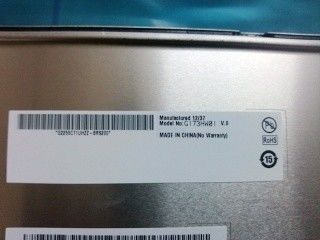 Manufactured 12/37
Model No:G173HW01 V.0
MADE IN CHINA(No Warranty)
RoHS
15